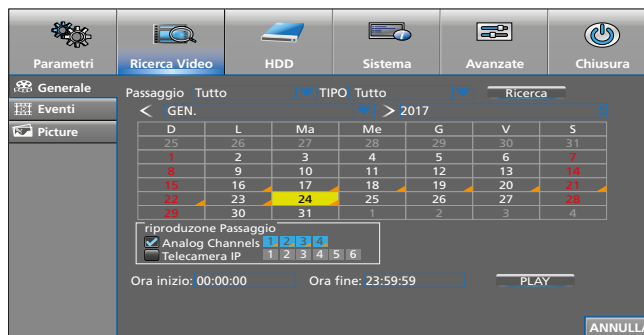 Parametri Ricerca Video HDD Sistema Avanzate Chiusura
Generale
Eventi
Picture
Passaggio Tutto TIPO Tutto Ricerca
< GEN. > 2017
D L Ma Me G V S
25 26 27 28 29 30 31
1 2 3 4 5 6 7
8 9 10 11 12 13 14
15 16 17 18 19 20 21
22 23 24 25 26 27 28
29 30 31 1 2 3 4
riproduzone Passaggio
Analog Channels 1 2 3 4
Telecamera IP 1 2 3 4 5 6
Ora inizio: 00:00:00 Ora fine: 23:59:59 PLAY
ANNULLA